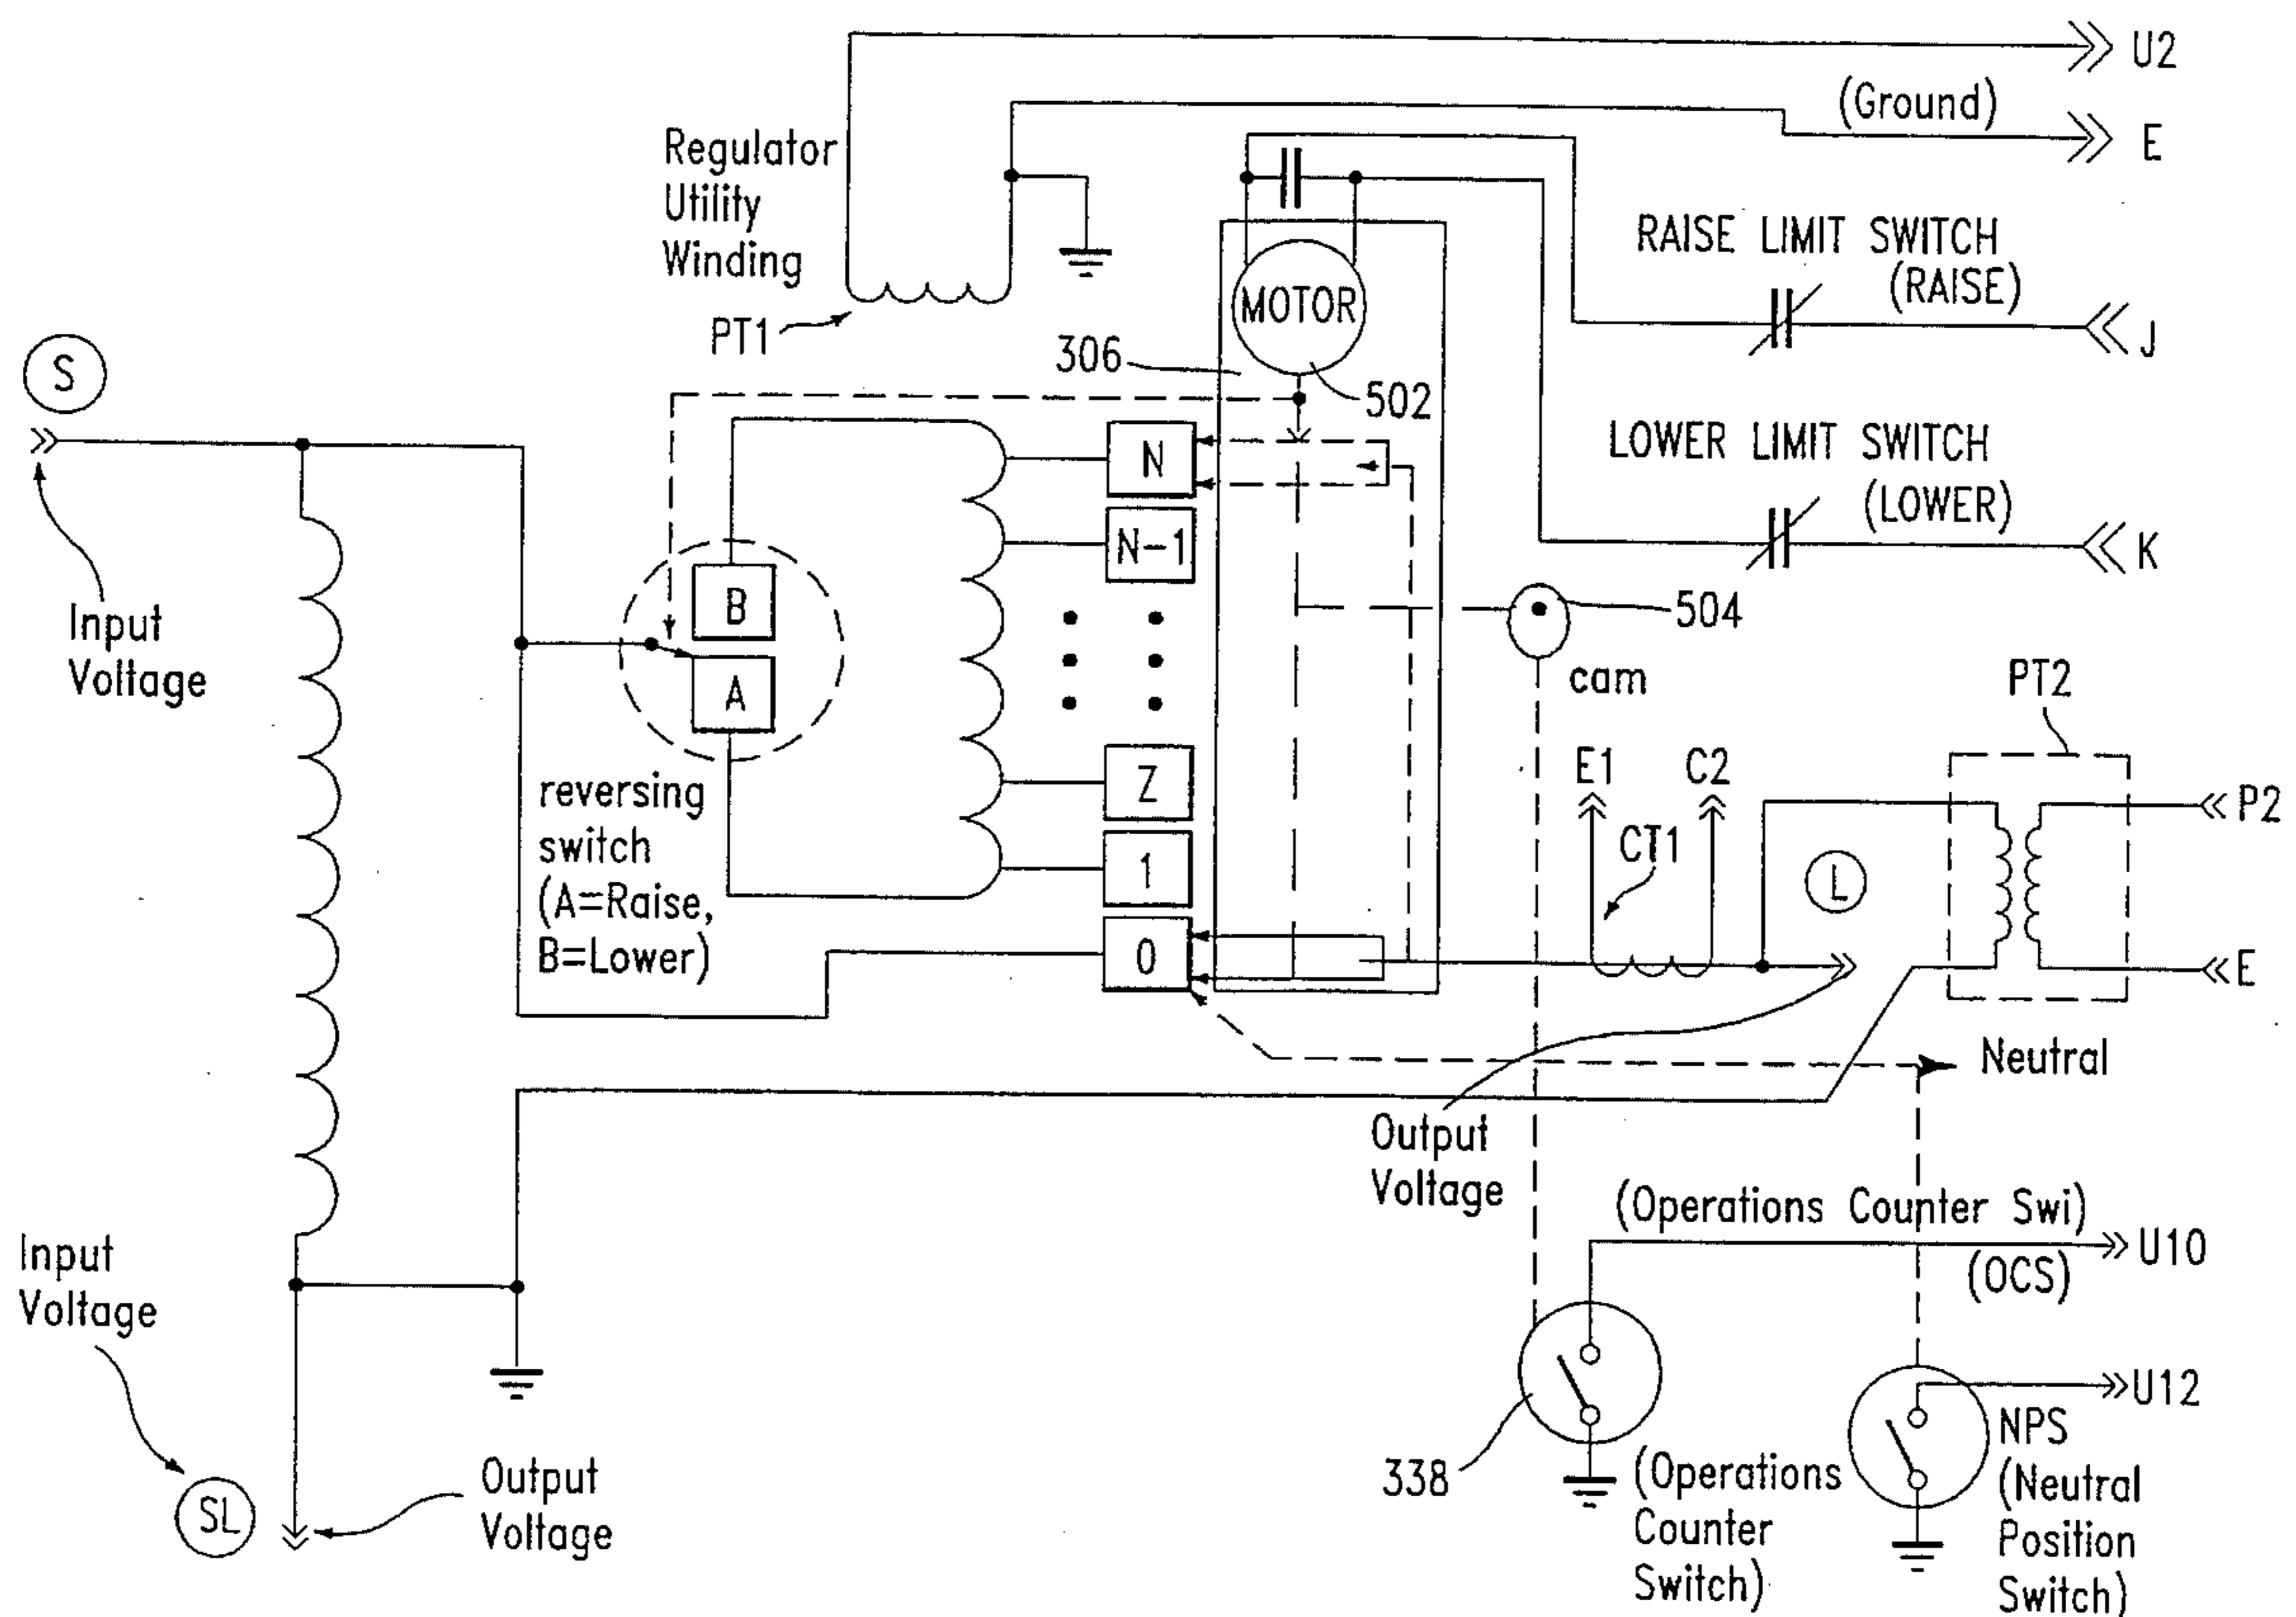 U2
(Ground)
E
Regulator
Utility
Winding
PT1
MOTOR
306
502
RAISE LIMIT SWITCH
(RAISE)
J
LOWER LIMIT SWITCH
(LOWER)
K
S
Input
Voltage
B
A
reversing
switch
(A=Raise,
B=Lower)
N
N-1
Z
1
0
504
cam
E1
C2
CT1
L
PT2
P2
E
Neutral
Output
Voltage
(Operations Counter Swi)
U10
(OCS)
338
(Operations
Counter
Switch)
U12
NPS
(Neutral
Position
Switch)
Input
Voltage
SL
Output
Voltage